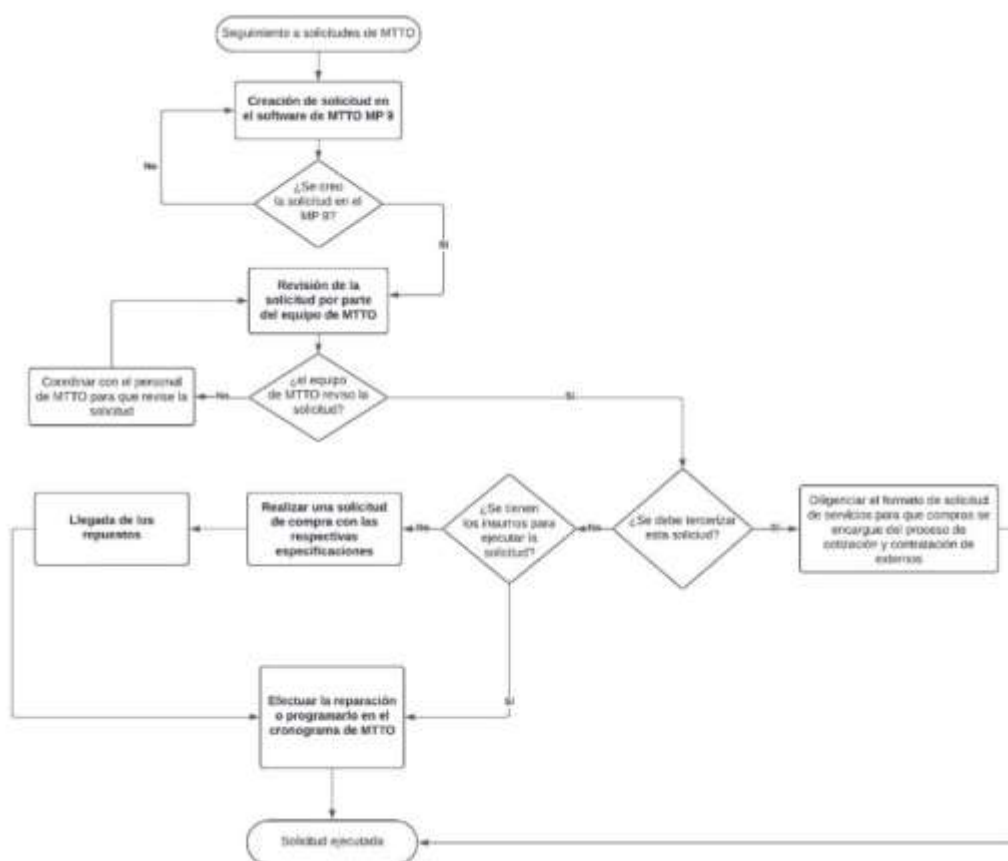 Seguimiento a solicitudes de MTTO
Creación de solicitud en
el software de MTTO MP 9
No
¿Se creo
la solicitud en el
MP 9?
Si
Revisión de la
solicitud por parte
del equipo de MTTO
Coordinar con el personal
de MTTO para que revise la
solicitud
No
¿el equipo
de MTTO reviso la
solicitud?
Si
Llegada de los
repuestos
Realizar una solicitud
de compra con las
respectivas
especificaciones
No
¿Se tienen
los insumos para
ejecutar la
solicitud?
No
¿Se debe tercerizar
esta solicitud?
Si
Diligenciar el formato de solicitud
de servicios para que compras se
encargue del proceso de
cotización y contratación de
externos
Si
Efectuar la reparación
o programarlo en el
cronograma de MTTO
Solicitud ejecutada